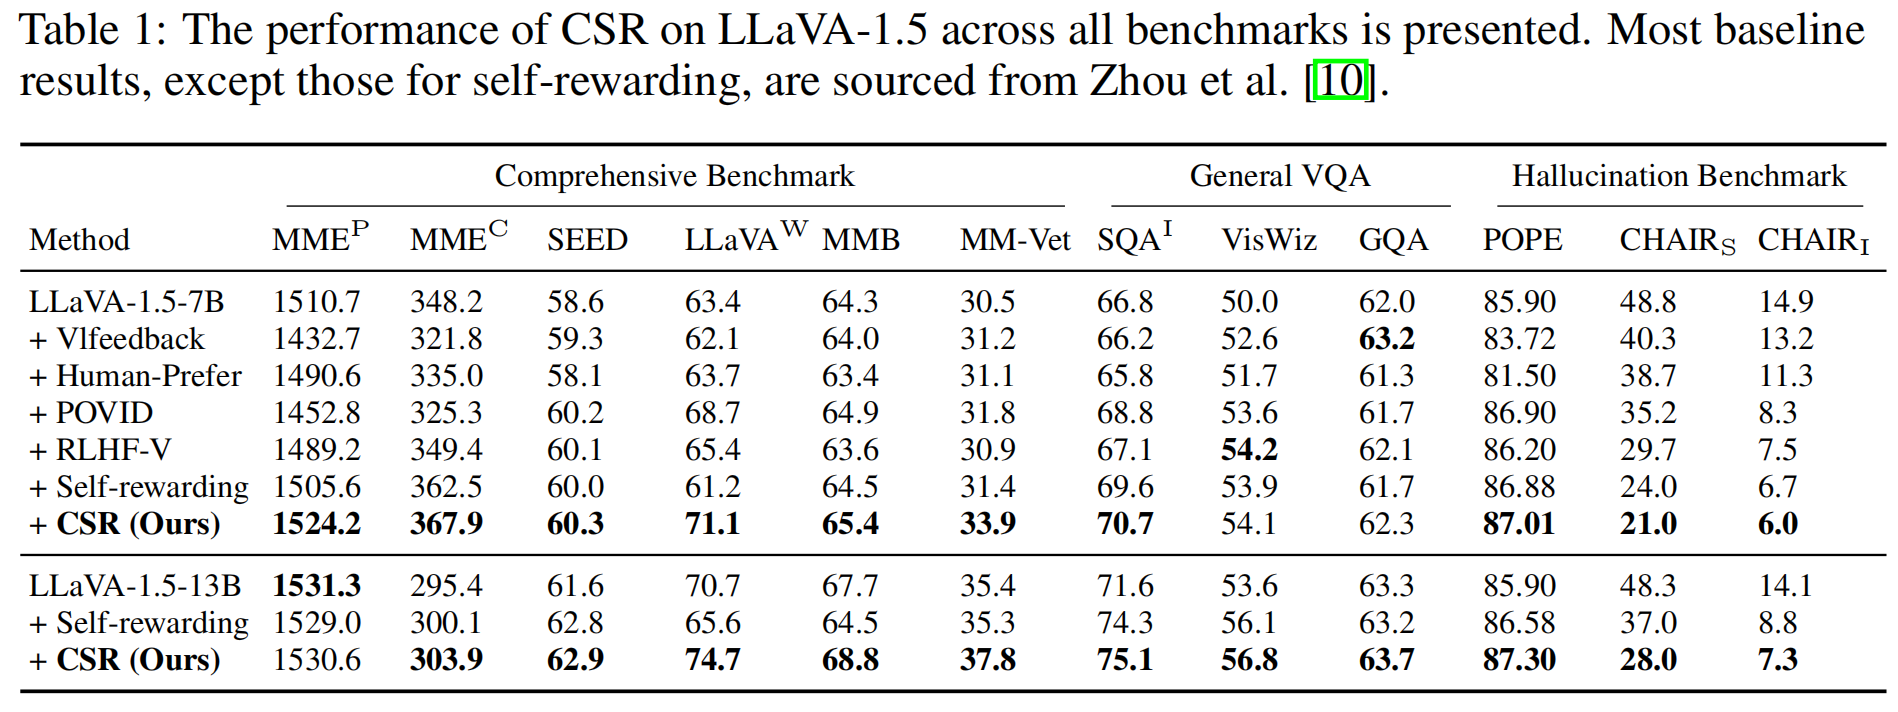 Table 1: The performance of CSR on LLaVA-1.5 across all benchmarks is presented. Most baseline
results, except those for self-rewarding, are sourced from Zhou et al. [10].
Comprehensive Benchmark General VQA Hallucination Benchmark
Method MME^P MME^C SEED LLaVA^W MMB MM-Vet SQA^I VisWiz GQA POPE CHAIR_S CHAIR_I
LLaVA-1.5-7B 1510.7 348.2 58.6 63.4 64.3 30.5 66.8 50.0 62.0 85.90 48.8 14.9
+ Vlfeedback 1432.7 321.8 59.3 62.1 64.0 31.2 66.2 52.6 63.2 83.72 40.3 13.2
+ Human-Prefer 1490.6 335.0 58.1 63.7 63.4 31.1 65.8 51.7 61.3 81.50 38.7 11.3
+ POVID 1452.8 325.3 60.2 68.7 64.9 31.8 68.8 53.6 61.7 86.90 35.2 8.3
+ RLHF-V 1489.2 349.4 60.1 65.4 63.6 30.9 67.1 54.2 62.1 86.20 29.7 7.5
+ Self-rewarding 1505.6 362.5 60.0 61.2 64.5 31.4 69.6 53.9 61.7 86.88 24.0 6.7
+ CSR (Ours) 1524.2 367.9 60.3 71.1 65.4 33.9 70.7 54.1 62.3 87.01 21.0 6.0
LLaVA-1.5-13B 1531.3 295.4 61.6 70.7 67.7 35.4 71.6 53.6 63.3 85.90 48.3 14.1
+ Self-rewarding 1529.0 300.1 62.8 65.6 64.5 35.3 74.3 56.1 63.2 86.58 37.0 8.8
+ CSR (Ours) 1530.6 303.9 62.9 74.7 68.8 37.8 75.1 56.8 63.7 87.30 28.0 7.3